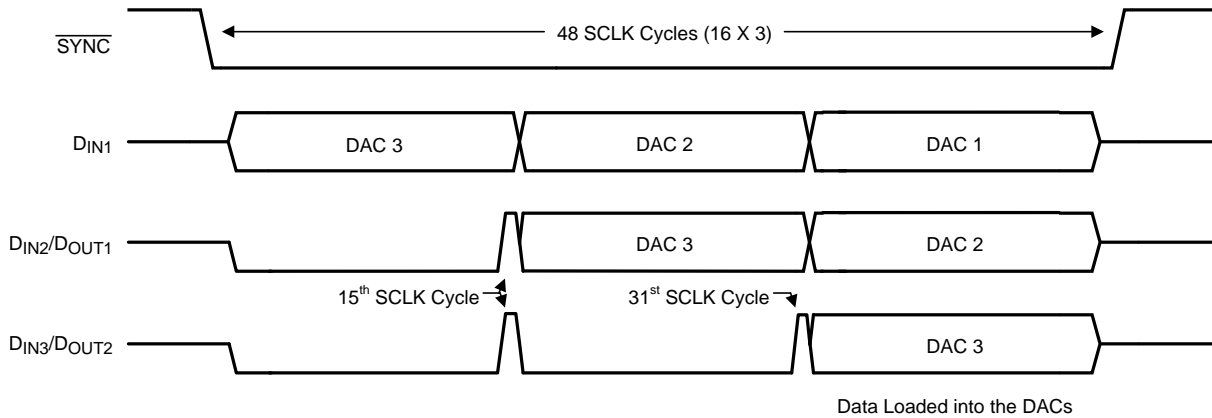 SYNC
48 SCLK Cycles (16 X 3)
DIN1
DAC 3
DAC 2
DAC 1
DIN2/DOUT1
DAC 3
DAC 2
15th SCLK Cycle
31st SCLK Cycle
DIN3/DOUT2
DAC 3
Data Loaded into the DACs